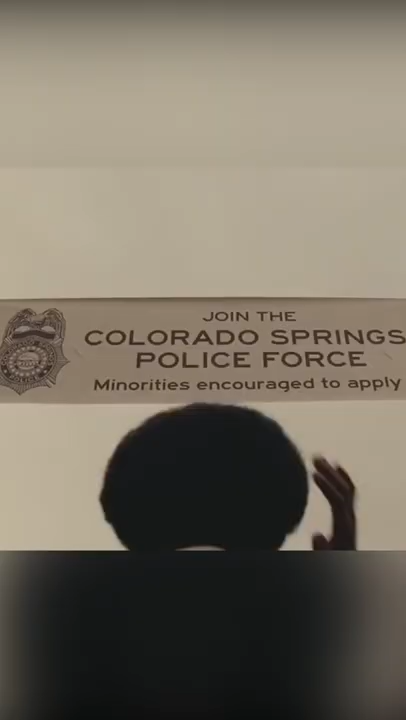 JOIN THE
COLORADO SPRINGS
POLICE FORCE
Minorities encouraged to apply